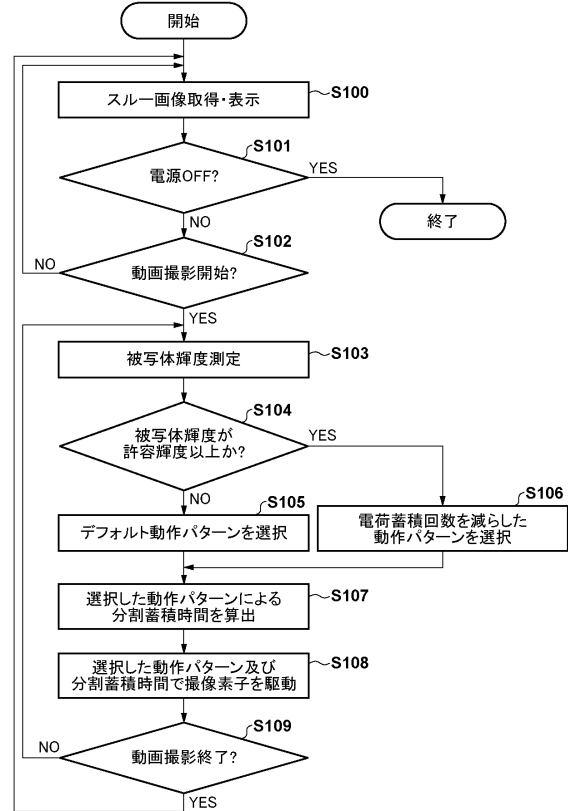 開始
スルー画像取得・表示
S100
電源OFF?
S101
YES
終了
NO
動画撮影開始?
S102
NO
YES
被写体輝度測定
S103
被写体輝度が
許容輝度以上か?
S104
YES
NO
デフォルト動作パターンを選択
S105
電荷蓄積回数を減らした
動作パターンを選択
S106
選択した動作パターンによる
分割蓄積時間を算出
S107
選択した動作パターン及び
分割蓄積時間で撮像素子を駆動
S108
動画撮影終了?
S109
NO
YES